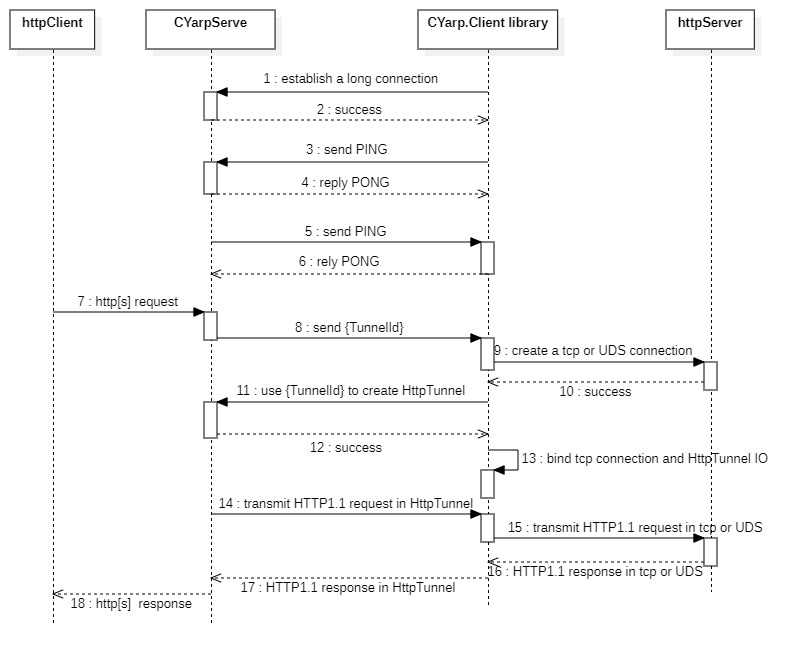 httpClient
CYarpServe
CYarp.Client library
httpServer
1 : establish a long connection
2 : success
3 : send PING
4 : reply PONG
5 : send PING
6 : rely PONG
7 : http[s] request
8 : send {TunnelId}
9 : create a tcp or UDS connection
10 : success
11 : use {TunnelId} to create HttpTunnel
12 : success
13 : bind tcp connection and HttpTunnel IO
14 : transmit HTTP1.1 request in HttpTunnel
15 : transmit HTTP1.1 request in tcp or UDS
16 : HTTP1.1 response in tcp or UDS
17 : HTTP1.1 response in HttpTunnel
18 : http[s]  response